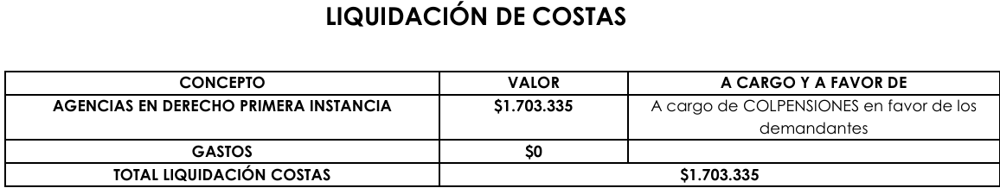 LIQUIDACIÓN DE COSTAS
CONCEPTO VALOR A CARGO Y A FAVOR DE
AGENCIAS EN DERECHO PRIMERA INSTANCIA $1.703.335 A cargo de COLPENSIONES en favor de los
demandantes
GASTOS $0
TOTAL LIQUIDACIÓN COSTAS $1.703.335